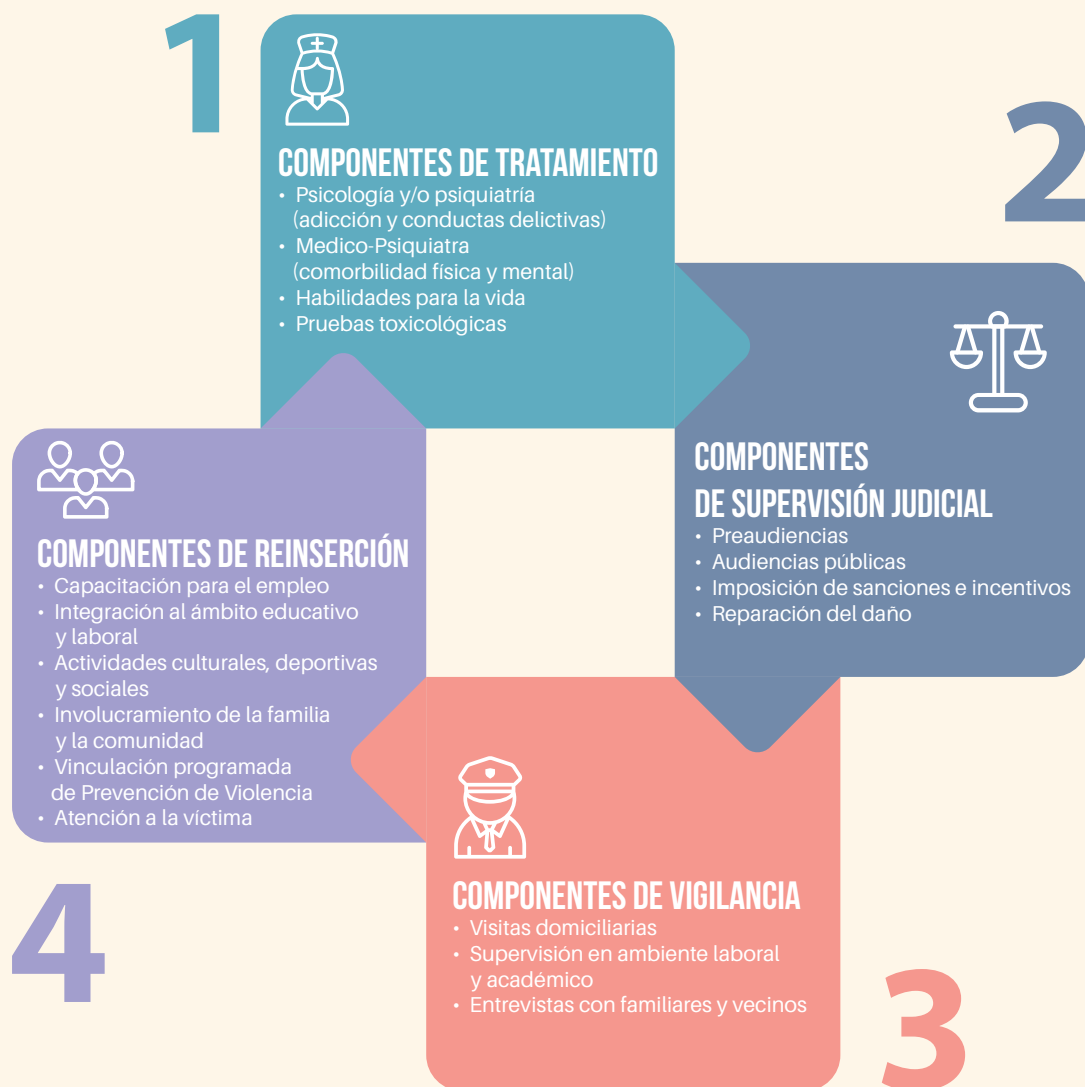 1
COMPONENTES DE TRATAMIENTO
• Psicología y/o psiquiatría
(adicción y conductas delictivas)
• Medico-Psiquiatra
(comorbilidad física y mental)
• Habilidades para la vida
• Pruebas toxicológicas
2
COMPONENTES
DE SUPERVISIÓN JUDICIAL
• Preaudiencias
• Audiencias públicas
• Imposición de sanciones e incentivos
• Reparación del daño
3
COMPONENTES DE VIGILANCIA
• Visitas domiciliarias
• Supervisión en ambiente laboral
y académico
• Entrevistas con familiares y vecinos
4
COMPONENTES DE REINSERCIÓN
• Capacitación para el empleo
• Integración al ámbito educativo
y laboral
• Actividades culturales, deportivas
y sociales
• Involucramiento de la familia
y la comunidad
• Vinculación programada
de Prevención de Violencia
• Atención a la víctima